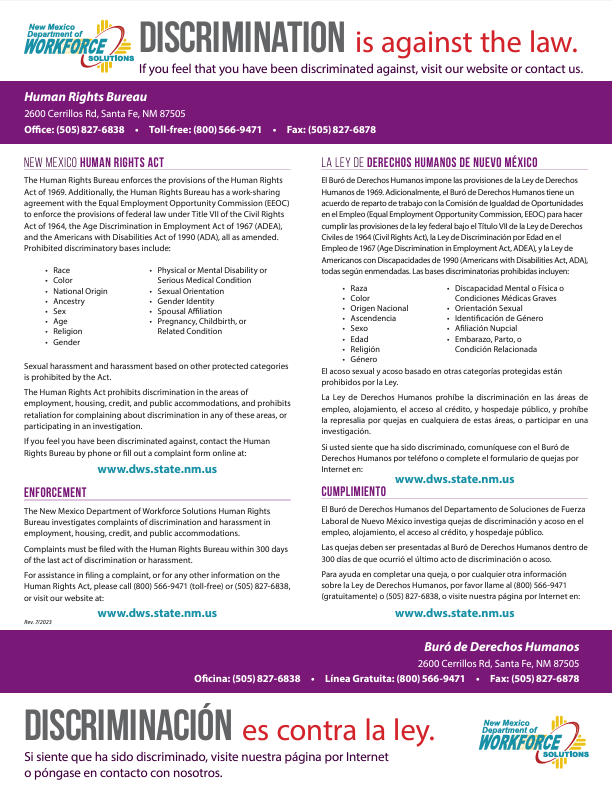 New Mexico
Department of
WORKFORCE
SOLUTIONS
DISCRIMINATION is against the law.
If you feel that you have been discriminated against, visit our website or contact us.
Human Rights Bureau
2600 Cerrillos Rd, Santa Fe, NM 87505
Office: (505) 827-6838 • Toll-free: (800) 566-9471 • Fax: (505) 827-6878
NEW MEXICO HUMAN RIGHTS ACT
The Human Rights Bureau enforces the provisions of the Human Rights
Act of 1969. Additionally, the Human Rights Bureau has a work-sharing
agreement with the Equal Employment Opportunity Commission (EEOC)
to enforce the provisions of federal law under Title VII of the Civil Rights
Act of 1964, the Age Discrimination in Employment Act of 1967 (ADEA),
and the Americans with Disabilities Act of 1990 (ADA), all as amended.
Prohibited discriminatory bases include:
• Race
• Color
• National Origin
• Ancestry
• Sex
• Age
• Religion
• Gender
• Physical or Mental Disability or
Serious Medical Condition
• Sexual Orientation
• Gender Identity
• Spousal Affiliation
• Pregnancy, Childbirth, or
Related Condition
Sexual harassment and harassment based on other protected categories
is prohibited by the Act.
The Human Rights Act prohibits discrimination in the areas of
employment, housing, credit, and public accommodations, and prohibits
retaliation for complaining about discrimination in any of these areas, or
participating in an investigation.
If you feel you have been discriminated against, contact the Human
Rights Bureau by phone or fill out a complaint form online at:
www.dws.state.nm.us
ENFORCEMENT
The New Mexico Department of Workforce Solutions Human Rights
Bureau investigates complaints of discrimination and harassment in
employment, housing, credit, and public accommodations.
Complaints must be filed with the Human Rights Bureau within 300 days
of the last act of discrimination or harassment.
For assistance in filing a complaint, or for any other information on the
Human Rights Act, please call (800) 566-9471 (toll-free) or (505) 827-6838,
or visit our website at:
www.dws.state.nm.us
Rev. 7/2023
LA LEY DE DERECHOS HUMANOS DE NUEVO MÉXICO
El Buró de Derechos Humanos impone las provisiones de la Ley de Derechos
Humanos de 1969. Adicionalmente, el Buró de Derechos Humanos tiene un
acuerdo de reparto de trabajo con la Comisión de Igualdad de Oportunidades
en el Empleo (Equal Employment Opportunity Commission, EEOC) para hacer
cumplir las provisiones de la ley federal bajo el Título VII de la Ley de Derechos
Civiles de 1964 (Civil Rights Act), la Ley de Discriminación por Edad en el
Empleo de 1967 (Age Discrimination in Employment Act, ADEA), y la Ley de
Americanos con Discapacidades de 1990 (Americans with Disabilities Act, ADA),
todas según enmendadas. Las bases discriminatorias prohibidas incluyen:
• Raza
• Color
• Origen Nacional
• Ascendencia
• Sexo
• Edad
• Religión
• Género
• Discapacidad Mental o Física o
Condiciones Médicas Graves
• Orientación Sexual
• Identificación de Género
• Afiliación Nupcial
• Embarazo, Parto, o
Condición Relacionada
El acoso sexual y acoso basado en otras categorías protegidas están
prohibidos por la Ley.
La Ley de Derechos Humanos prohíbe la discriminación en las áreas de
empleo, alojamiento, el acceso al crédito, y hospedaje público, y prohíbe
la represalia por quejas en cualquiera de estas áreas, o participar en una
investigación.
Si usted siente que ha sido discriminado, comuníquese con el Buró de
Derechos Humanos por teléfono o complete el formulario de quejas por
Internet en:
www.dws.state.nm.us
CUMPLIMIENTO
El Buró de Derechos Humanos del Departamento de Soluciones de Fuerza
Laboral de Nuevo México investiga quejas de discriminación y acoso en el
empleo, alojamiento, el acceso al crédito, y hospedaje público.
Las quejas deben ser presentadas al Buró de Derechos Humanos dentro de
300 días de que ocurrió el último acto de discriminación o acoso.
Para ayuda en completar una queja, o por cualquier otra información
sobre la Ley de Derechos Humanos, por favor llame al (800) 566-9471
(gratuitamente) o (505) 827-6838, o visite nuestra página por Internet en:
www.dws.state.nm.us
Buró de Derechos Humanos
2600 Cerrillos Rd, Santa Fe, NM 87505
Oficina: (505) 827-6838 • Línea Gratuita: (800) 566-9471 • Fax: (505) 827-6878
DISCRIMINACIÓN es contra la ley.
Si siente que ha sido discriminado, visite nuestra página por Internet
o póngase en contacto con nosotros.
New Mexico
Department of
WORKFORCE
SOLUTIONS